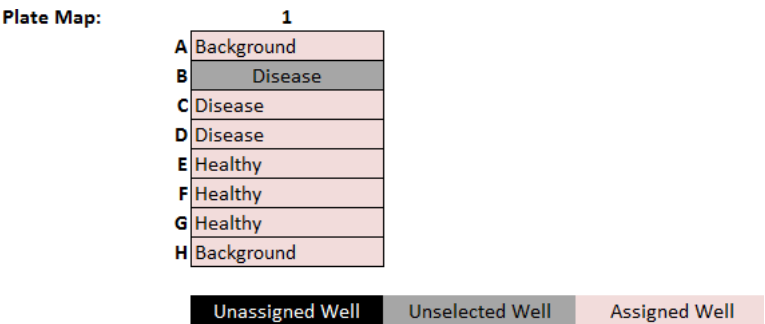 Plate Map: 1
A Background
B Disease
C Disease
D Disease
E Healthy
F Healthy
G Healthy
H Background
Unassigned Well Unselected Well Assigned Well